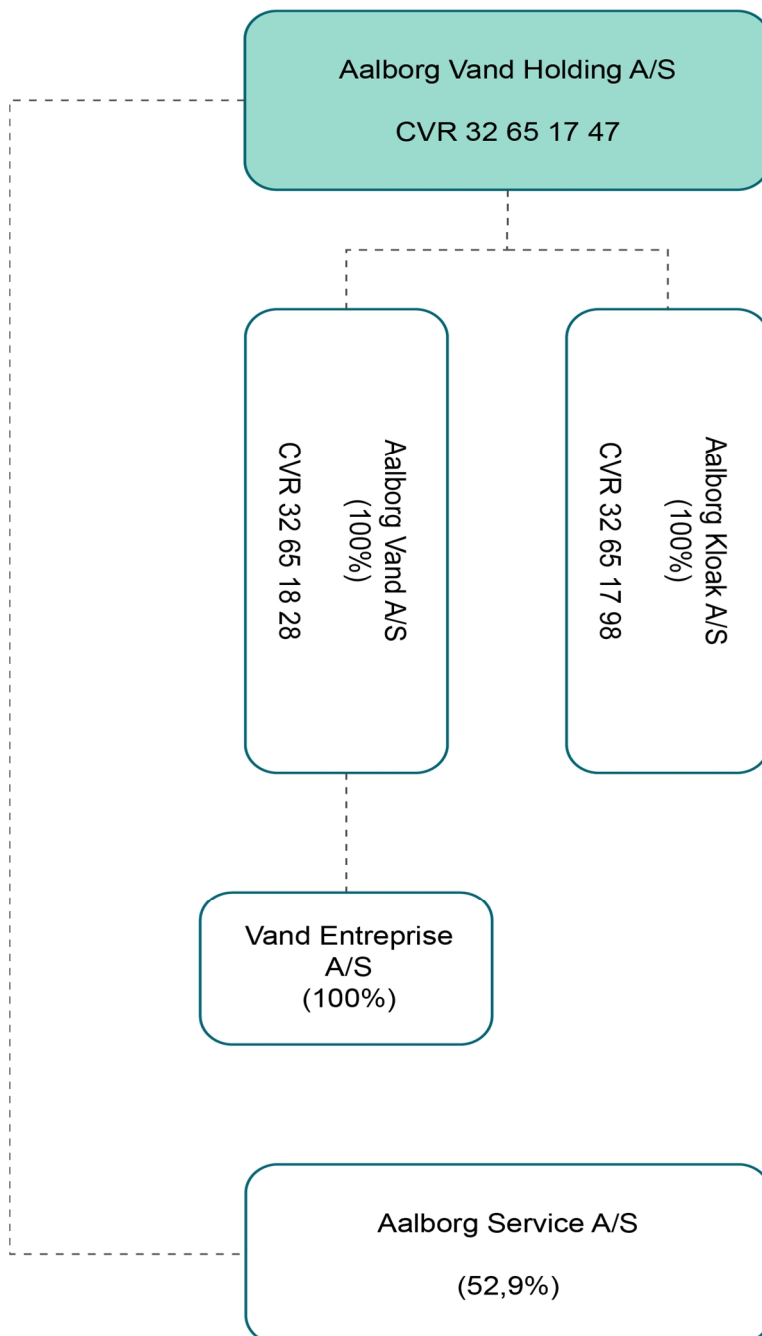 Aalborg Vand Holding A/S
CVR 32 65 17 47
Aalborg Vand A/S
(100%)
CVR 32 65 18 28
Aalborg Kloak A/S
(100%)
CVR 32 65 17 98
Vand Entreprise
A/S
(100%)
Aalborg Service A/S
(52,9%)